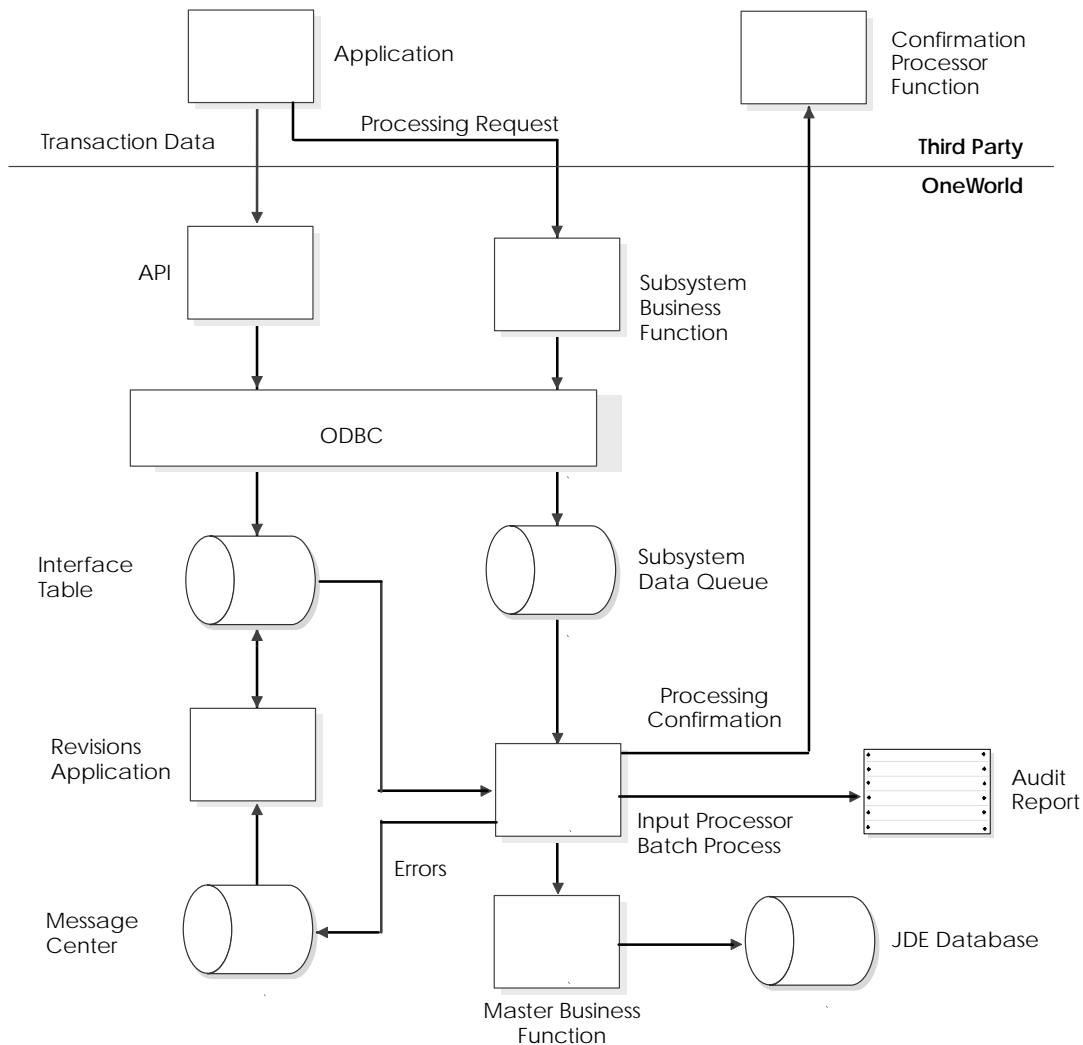 Application
Confirmation
Processor
Function
Processing Request
Transaction Data
Third Party
OneWorld
API
Subsystem
Business
Function
ODBC
Interface
Table
Subsystem
Data Queue
Processing
Confirmation
Revisions
Application
Audit
Report
Input Processor
Batch Process
Errors
Message
Center
JDE Database
Master Business
Function